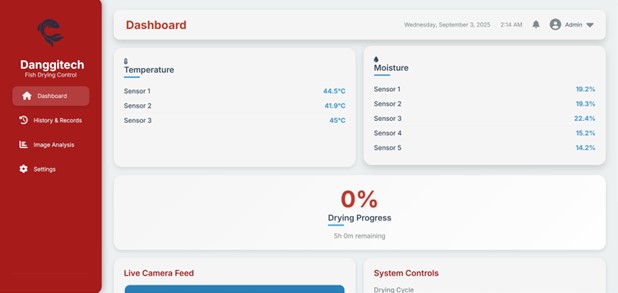 Danggitech
Fish Drying Control
Dashboard
History & Records
Image Analysis
Settings
Dashboard
Wednesday, September 3, 2025 2:14 AM Admin
Temperature
Sensor 1 44.5°C
Sensor 2 41.9°C
Sensor 3 45°C
Moisture
Sensor 1 19.2%
Sensor 2 19.3%
Sensor 3 22.4%
Sensor 4 15.2%
Sensor 5 14.2%
0%
Drying Progress
5h 0m remaining
Live Camera Feed
System Controls
Drying Cycle